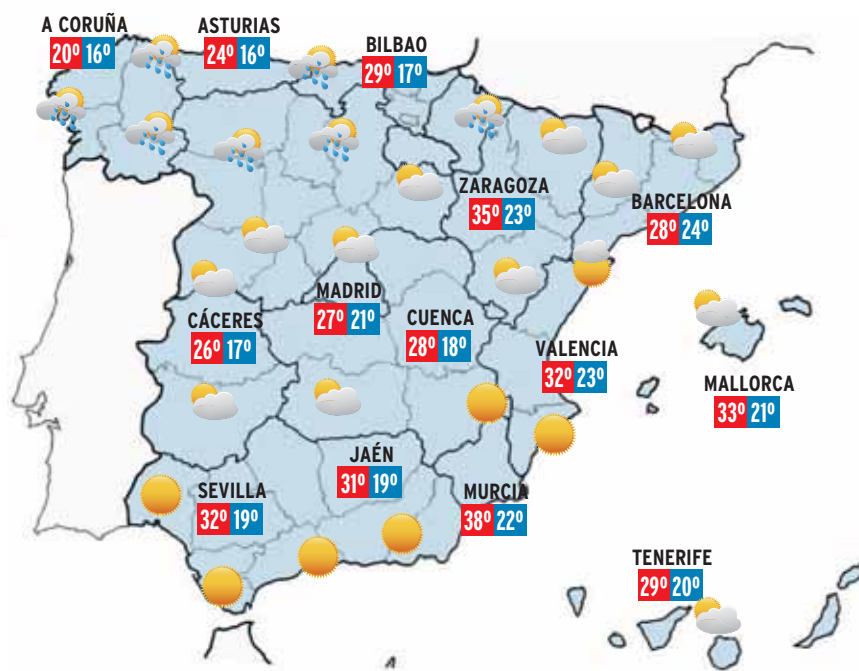 A CORUÑA
20º 16º
ASTURIAS
24º 16º
BILBAO
29º 17º
ZARAGOZA
35º 23º
BARCELONA
28º 24º
MADRID
27º 21º
CÁCERES
26º 17º
CUENCA
28º 18º
VALENCIA
32º 23º
MALLORCA
33º 21º
JAÉN
31º 19º
SEVILLA
32º 19º
MURCIA
38º 22º
TENERIFE
29º 20º